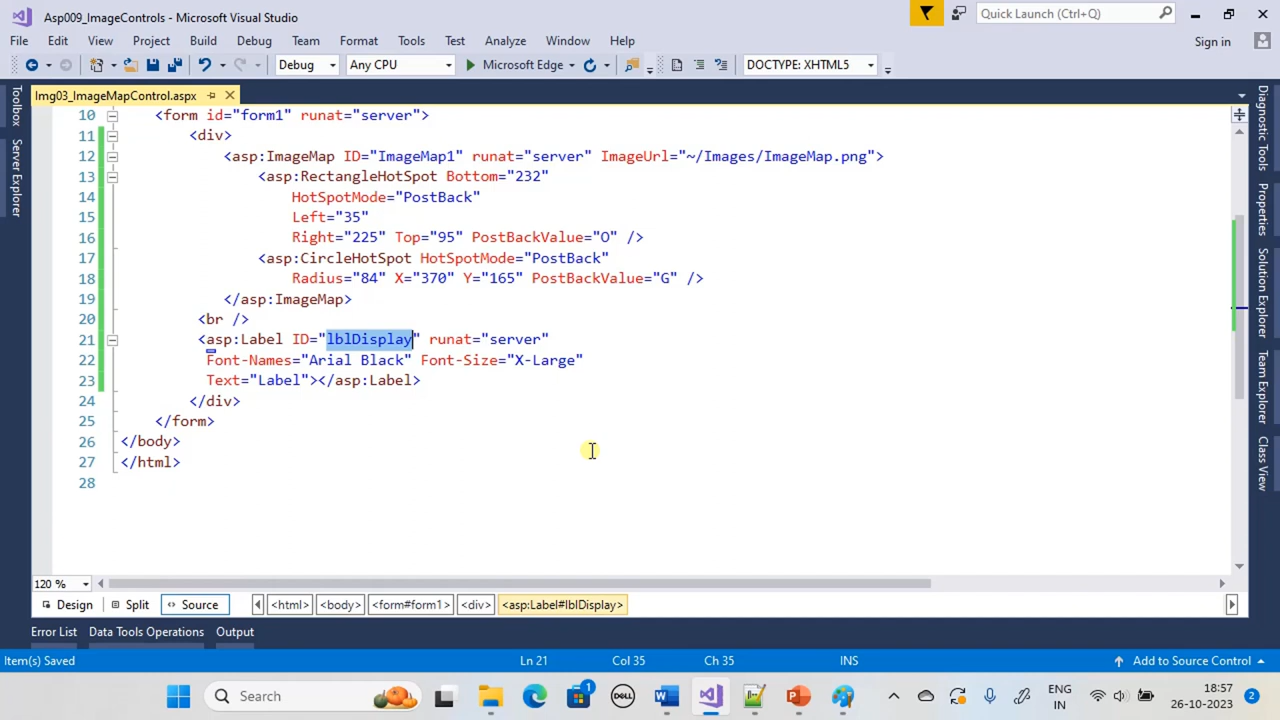 Asp009_ImageControls - Microsoft Visual Studio
Quick Launch (Ctrl+Q)
File Edit View Project Build Debug Team Format Tools Test Analyze Window Help
Sign in
Debug Any CPU Microsoft Edge DOCTYPE: XHTML5
Img03_ImageMapControl.aspx
Toolbox
Server Explorer
10 <form id="form1" runat="server">
11 <div>
12 <asp:ImageMap ID="ImageMap1" runat="server" ImageUrl="~/Images/ImageMap.png">
13 <asp:RectangleHotSpot Bottom="232"
14 HotSpotMode="PostBack"
15 Left="35"
16 Right="225" Top="95" PostBackValue="O" />
17 <asp:CircleHotSpot HotSpotMode="PostBack"
18 Radius="84" X="370" Y="165" PostBackValue="G" />
19 </asp:ImageMap>
20 <br />
21 <asp:Label ID="lblDisplay" runat="server"
22 Font-Names="Arial Black" Font-Size="X-Large"
23 Text="Label"></asp:Label>
24 </div>
25 </form>
26 </body>
27 </html>
28
Diagnostic Tools
Properties
Solution Explorer
Team Explorer
Class View
120 %
Design Split Source <html> <body> <form#form1> <div> <asp:Label#lblDisplay>
Error List Data Tools Operations Output
Item(s) Saved Ln 21 Col 35 Ch 35 INS Add to Source Control
Search
1
DELL
ENG
IN
18:57
26-10-2023
2